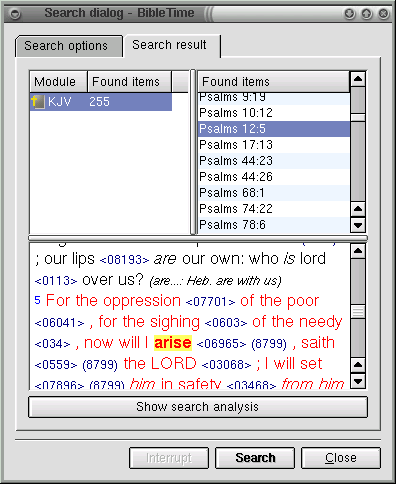 Search dialog - BibleTime
Search options
Search result
Module Found items
KJV 255
Found items
Psalms 9:19
Psalms 10:12
Psalms 12:5
Psalms 17:13
Psalms 44:23
Psalms 44:26
Psalms 68:1
Psalms 74:22
Psalms 78:6
; our lips <08193> are our own: who is lord
<0113> over us? (are...: Heb. are with us)
5 For the oppression <07701> of the poor
<06041> , for the sighing <0603> of the needy
<034> , now will I arise <06965> (8799) , saith
<0559> (8799) the LORD <03068> ; I will set
<07896> (8799) him in safety <03468> from him
Show search analysis
Interrupt
Search
Close